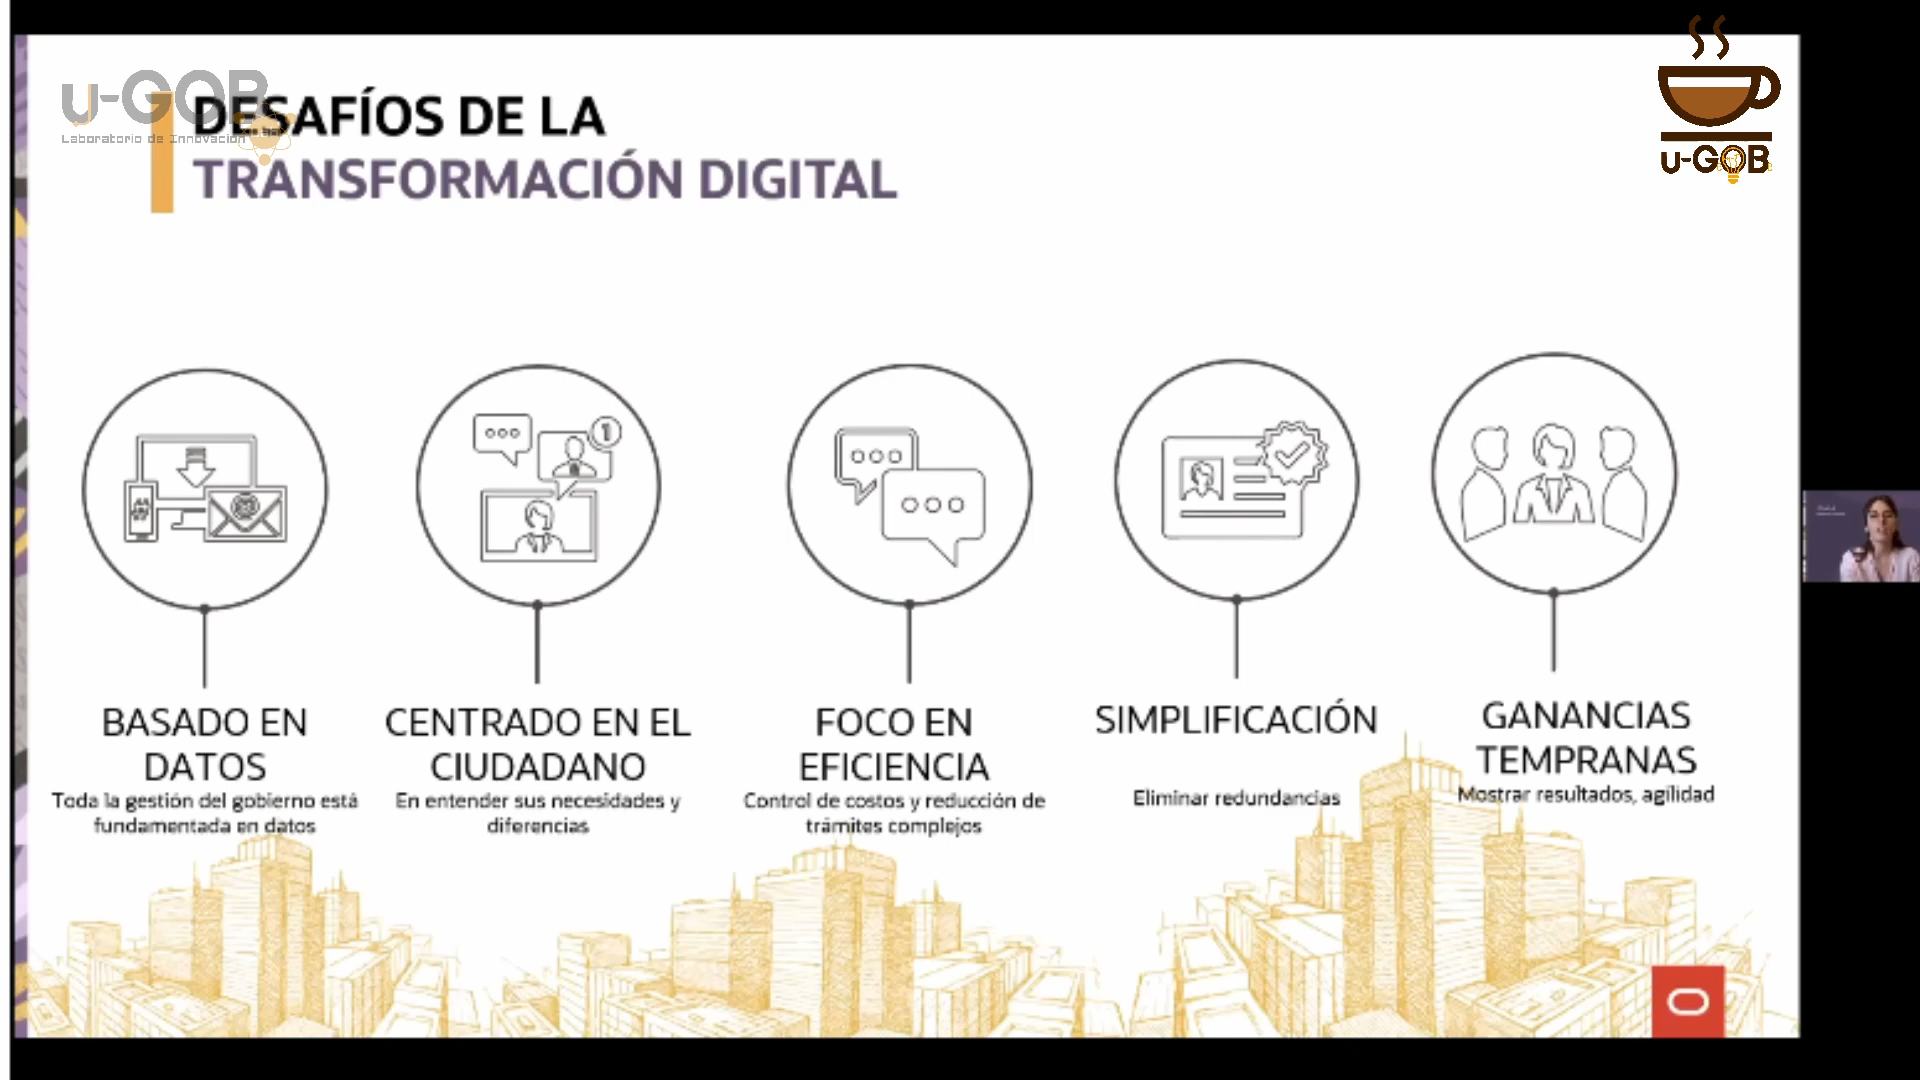 u-GOB
Laboratorio de Innovación
DESAFÍOS DE LA
TRANSFORMACIÓN DIGITAL
u-GOB
1
BASADO EN
DATOS
Toda la gestión del gobierno está
fundamentada en datos
CENTRADO EN EL
CIUDADANO
En entender sus necesidades y
diferencias
FOCO EN
EFICIENCIA
Control de costos y reducción de
trámites complejos
SIMPLIFICACIÓN
Eliminar redundancias
GANANCIAS
TEMPRANAS
Mostrar resultados, agilidad